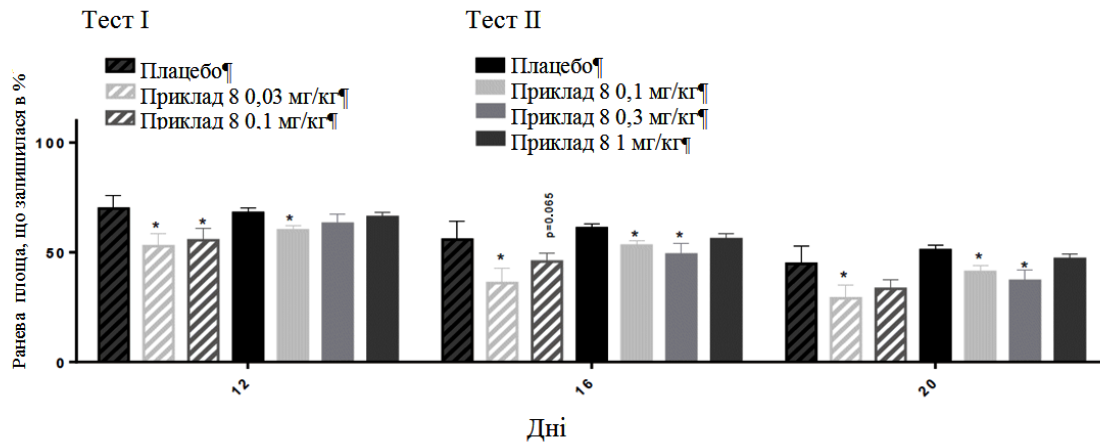 Тест I
Тест II
Плацебо¶
Приклад 8 0,03 мг/кг¶
Приклад 8 0,1 мг/кг¶
Плацебо¶
Приклад 8 0,1 мг/кг¶
Приклад 8 0,3 мг/кг¶
Приклад 8 1 мг/кг¶
Ранева площа, що залишилася в %
100
50
0
* * *
* p=0.065 * *
* * *
12
16
20
Дні